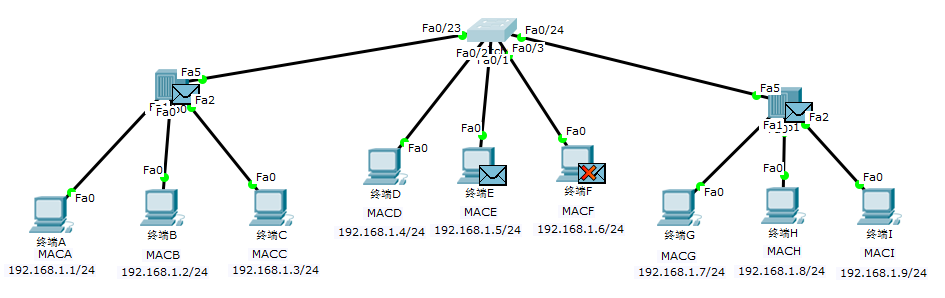 Fa0/23
Fa0/24
Fa0/2
Fa0/3
Fa0/1
Fa5
Fa2
Fa0
Fa5
Fa1
Fa2
Fa0
Fa0
Fa0
Fa0
Fa0
Fa0
Fa0
Fa0
Fa0
终端A
MACA
192.168.1.1/24
终端B
MACB
192.168.1.2/24
终端C
MACC
192.168.1.3/24
终端D
MACD
192.168.1.4/24
终端E
MACE
192.168.1.5/24
终端F
MACF
192.168.1.6/24
终端G
MACG
192.168.1.7/24
终端H
MACH
192.168.1.8/24
终端I
MACI
192.168.1.9/24